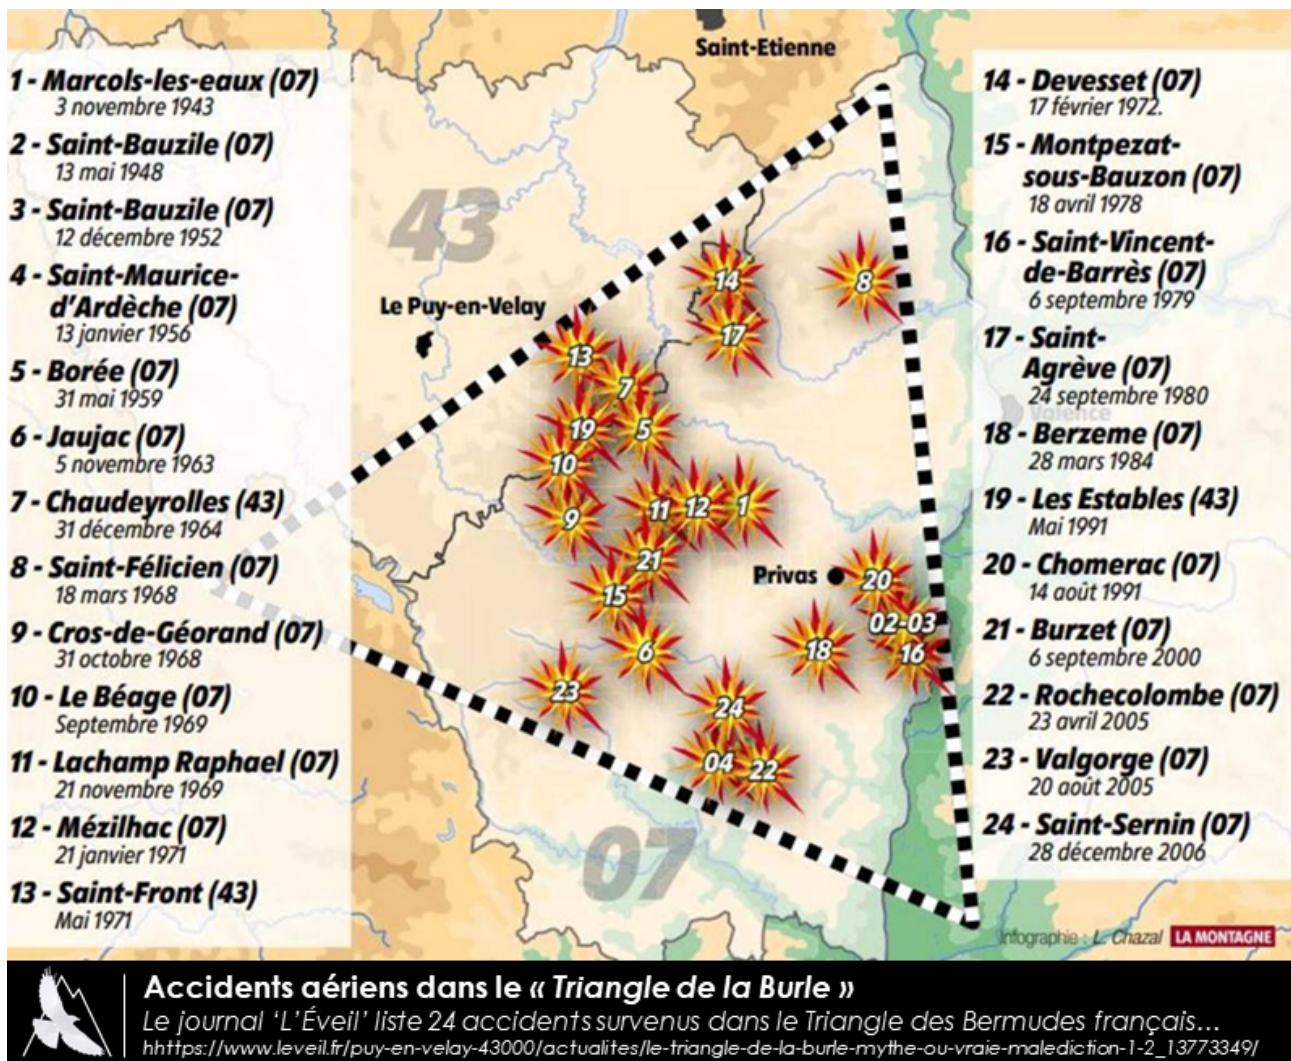 1 - Marcols-les-eaux (07)
3 novembre 1943
2 - Saint-Bauzile (07)
13 mai 1948
3 - Saint-Bauzile (07)
12 décembre 1952
4 - Saint-Maurice-
d'Ardèche (07)
13 janvier 1956
5 - Borée (07)
31 mai 1959
6 - Jaujac (07)
5 novembre 1963
7 - Chaudeyrolles (43)
31 décembre 1964
8 - Saint-Félicien (07)
18 mars 1968
9 - Cros-de-Géorand (07)
31 octobre 1968
10 - Le Béage (07)
Septembre 1969
11 - Lachamp Raphael (07)
21 novembre 1969
12 - Mézilhac (07)
21 janvier 1971
13 - Saint-Front (43)
Mai 1971
Saint-Etienne
43
Le Puy-en-Velay
14
8
17
13
7
19
5
10
9
11
12
1
21
15
Privas
20
02-03
6
18
16
23
24
04
22
07
14 - Devesset (07)
17 février 1972.
15 - Montpezat-
sous-Bauzon (07)
18 avril 1978
16 - Saint-Vincent-
de-Barrès (07)
6 septembre 1979
17 - Saint-
Agrève (07)
24 septembre 1980
Valence
18 - Berzeme (07)
28 mars 1984
19 - Les Estables (43)
Mai 1991
20 - Chomerac (07)
14 août 1991
21 - Burzet (07)
6 septembre 2000
22 - Rochecolombe (07)
23 avril 2005
23 - Valgorge (07)
20 août 2005
24 - Saint-Sernin (07)
28 décembre 2006
Infographie : L. Chazal LA MONTAGNE
Accidents aériens dans le « Triangle de la Burle »
Le journal 'L'Éveil' liste 24 accidents survenus dans le Triangle des Bermudes français...
hhttps://www.leveil.fr/puy-en-velay-43000/actualites/le-triangle-de-la-burle-mythe-ou-vraie-malediction-1-2_13773349/